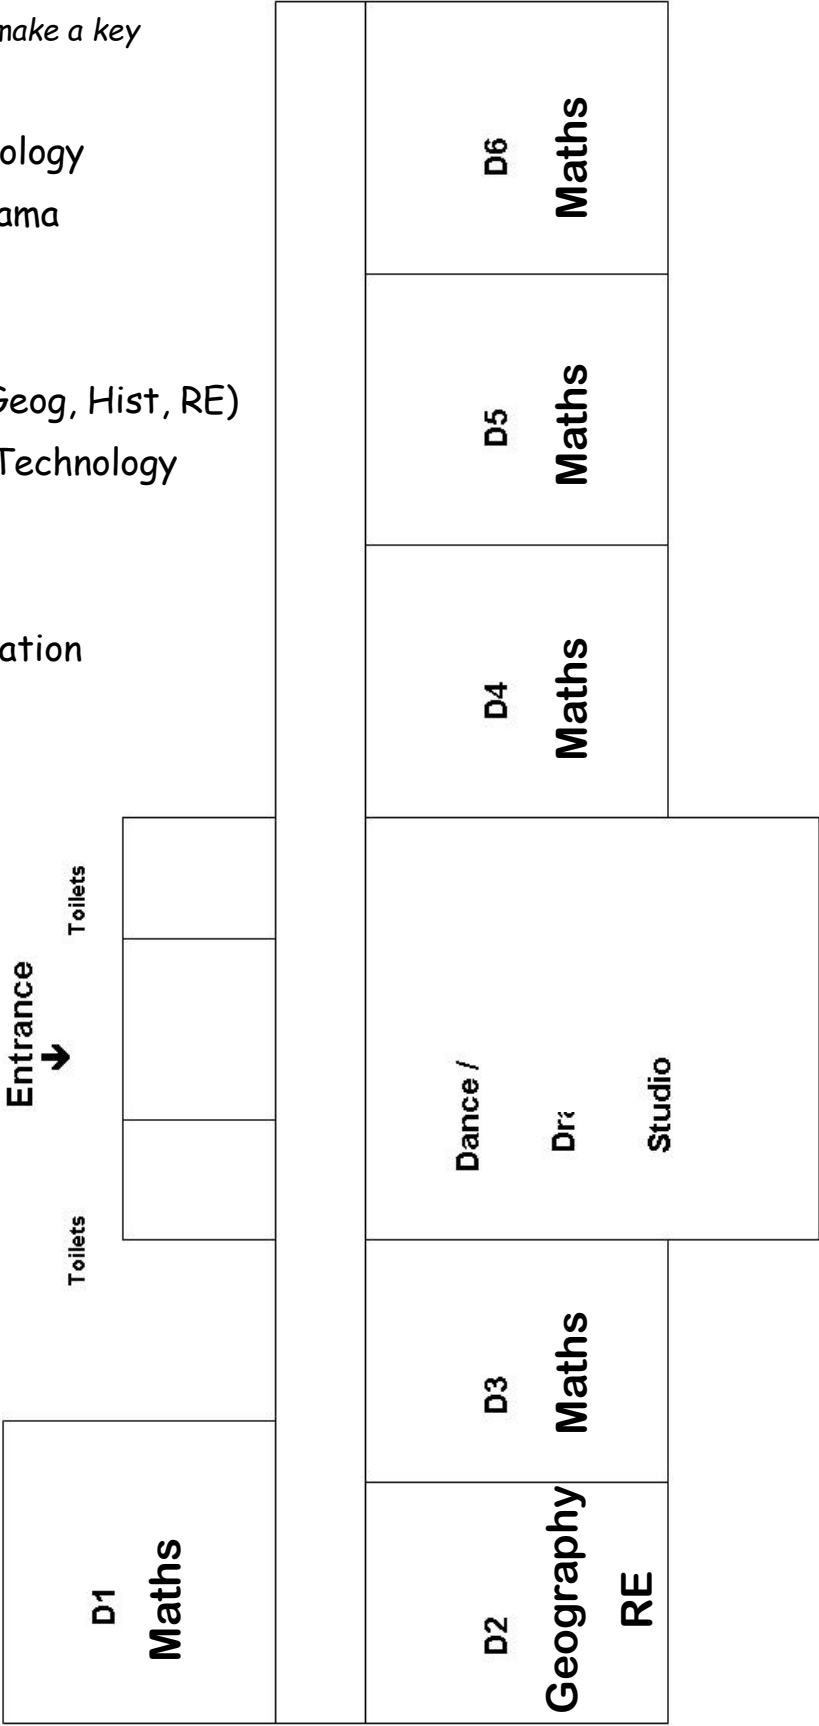 make a key
ology
ama
Geog, Hist, RE)
Technology
ation
D6
Maths
D5
Maths
D4
Maths
Toilets
Entrance
Toilets
Dance /
Studio
D3
Maths
D1
Maths
D2
Geography
RE